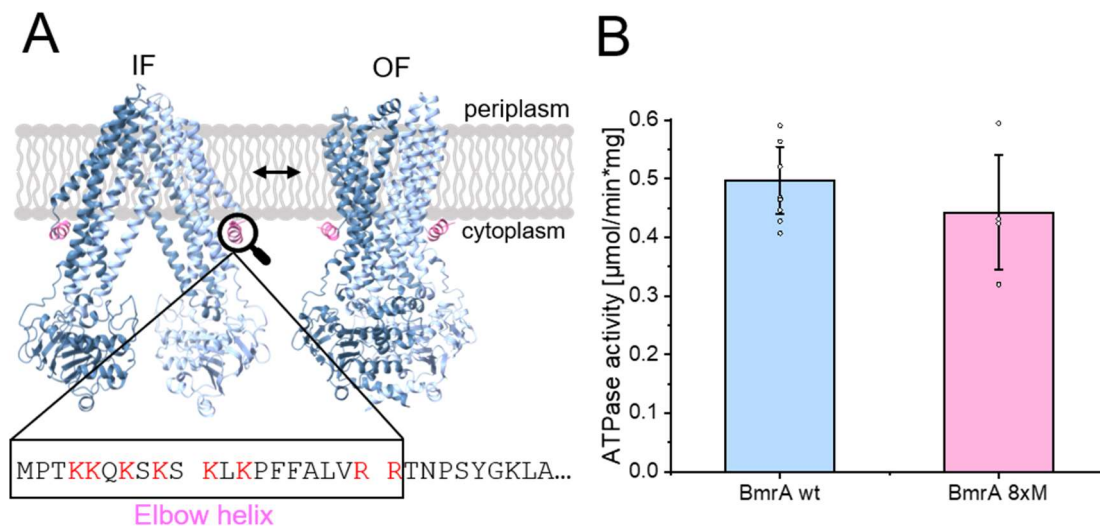 A
IF
OF
periplasm
cytoplasm
MPTKKQKSKS KLKPFFALVR RTNPSYGKLA...
Elbow helix
B
ATPase activity [µmol/min*mg]
0.6
0.5
0.4
0.3
0.2
0.1
0.0
BmrA wt
BmrA 8xM